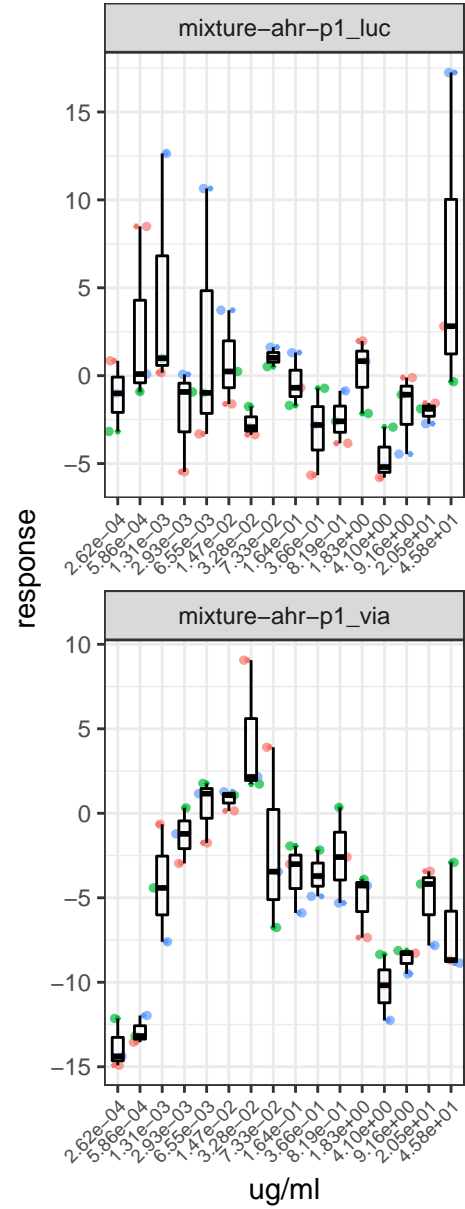 mixture−ahr−p1_luc
15
10
5
0
−5
2.62e−04
5.86e−04
1.31e−03
2.93e−03
6.55e−03
1.47e−02
3.28e−02
7.33e−02
1.64e−01
3.66e−01
8.19e−01
1.83e+00
4.10e+00
9.16e+00
2.05e+01
4.58e+01
response
mixture−ahr−p1_via
10
5
0
−5
−10
−15
2.62e−04
5.86e−04
1.31e−03
2.93e−03
6.55e−03
1.47e−02
3.28e−02
7.33e−02
1.64e−01
3.66e−01
8.19e−01
1.83e+00
4.10e+00
9.16e+00
2.05e+01
4.58e+01
ug/ml